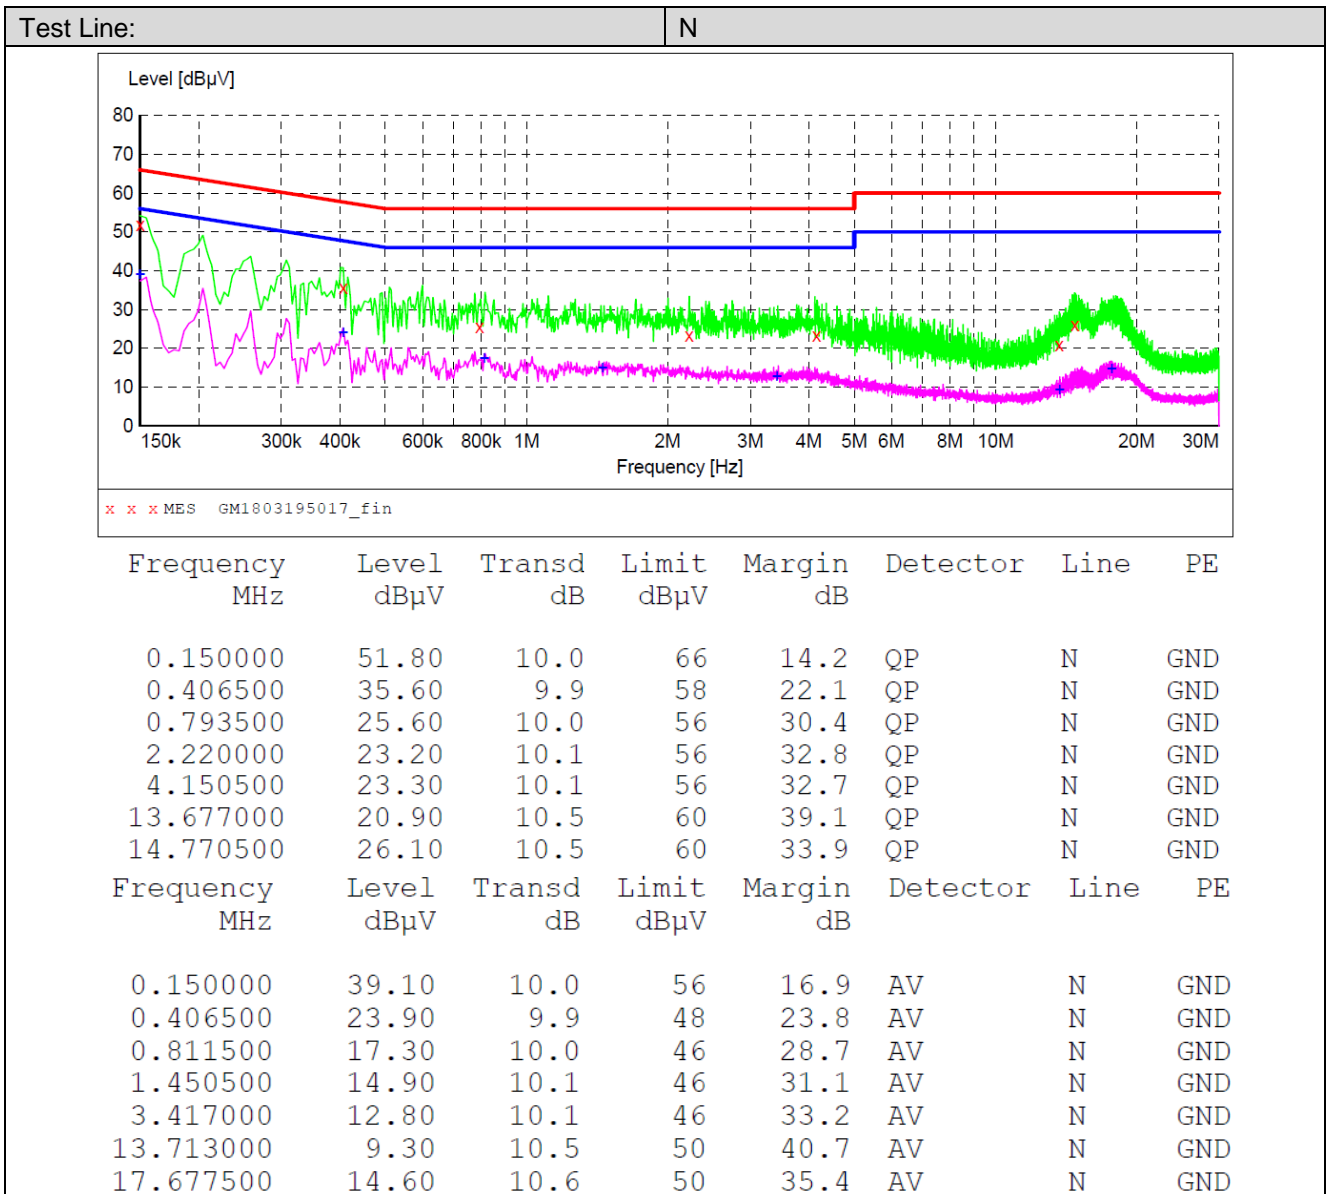 Test Line: N
Level [dBµV]
80
70
60
50
40
30
20
10
0
150k 300k 400k 600k 800k 1M 2M 3M 4M 5M 6M 8M 10M 20M 30M
Frequency [Hz]
x x x MES GM1803195017_fin
Frequency Level Transd Limit Margin Detector Line PE
MHz dBµV dB dBµV dB
0.150000 51.80 10.0 66 14.2 QP N GND
0.406500 35.60 9.9 58 22.1 QP N GND
0.793500 25.60 10.0 56 30.4 QP N GND
2.220000 23.20 10.1 56 32.8 QP N GND
4.150500 23.30 10.1 56 32.7 QP N GND
13.677000 20.90 10.5 60 39.1 QP N GND
14.770500 26.10 10.5 60 33.9 QP N GND
Frequency Level Transd Limit Margin Detector Line PE
MHz dBµV dB dBµV dB
0.150000 39.10 10.0 56 16.9 AV N GND
0.406500 23.90 9.9 48 23.8 AV N GND
0.811500 17.30 10.0 46 28.7 AV N GND
1.450500 14.90 10.1 46 31.1 AV N GND
3.417000 12.80 10.1 46 33.2 AV N GND
13.713000 9.30 10.5 50 40.7 AV N GND
17.677500 14.60 10.6 50 35.4 AV N GND